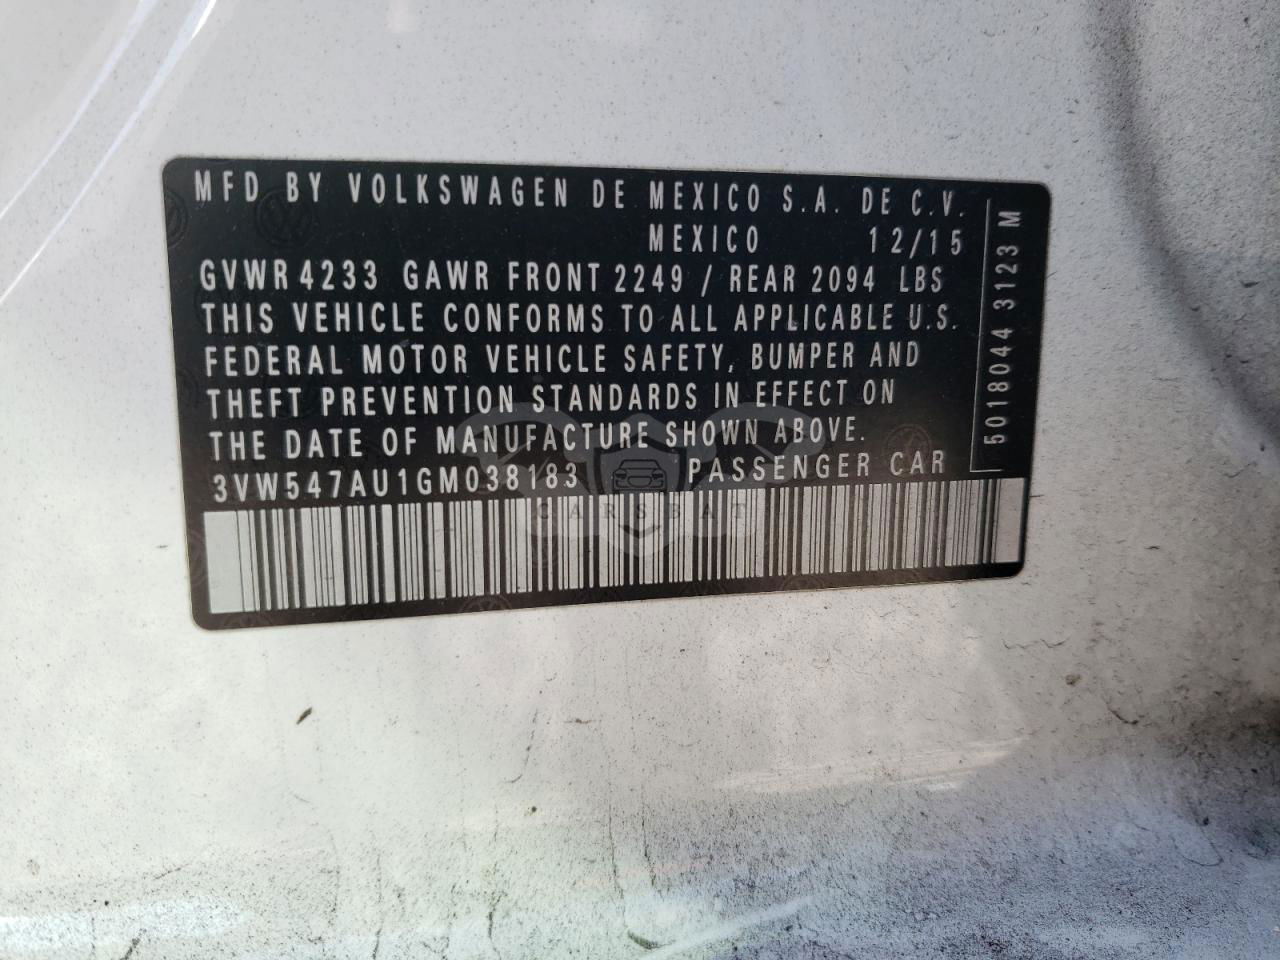 MFD BY VOLKSWAGEN DE MEXICO S.A. DE C.V.
MEXICO 12/15
GVWR 4233 GAWR FRONT 2249 / REAR 2094 LBS
THIS VEHICLE CONFORMS TO ALL APPLICABLE U.S.
FEDERAL MOTOR VEHICLE SAFETY, BUMPER AND
THEFT PREVENTION STANDARDS IN EFFECT ON
THE DATE OF MANUFACTURE SHOWN ABOVE.
3VW547AU1GM038183 PASSENGER CAR
5018044 3123 M
CARSBAT